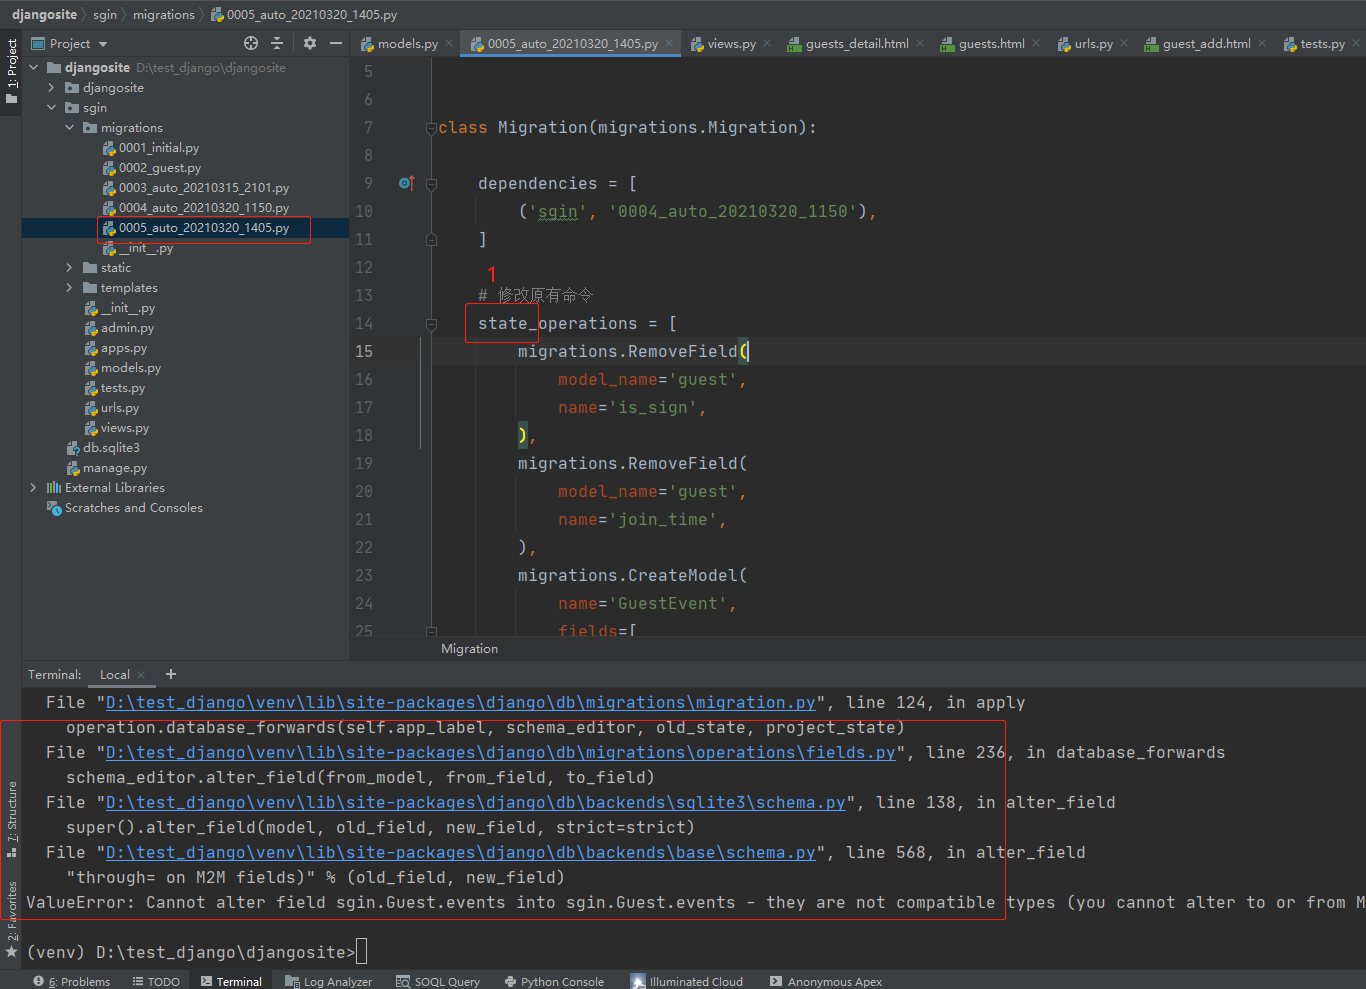 djangosite sgin migrations 0005_auto_20210320_1405.py
1: Project
Project
models.py 0005_auto_20210320_1405.py views.py guests_detail.html guests.html urls.py guest_add.html tests.py
djangosite D:\test_django\djangosite
djangosite
sgin
migrations
0001_initial.py
0002_guest.py
0003_auto_20210315_2101.py
0004_auto_20210320_1150.py
0005_auto_20210320_1405.py
__init__.py
static
templates
__init__.py
admin.py
apps.py
models.py
tests.py
urls.py
views.py
db.sqlite3
manage.py
External Libraries
Scratches and Consoles
5
6
7 class Migration(migrations.Migration):
8
9 dependencies = [
10 ('sgin', '0004_auto_20210320_1150'),
11 ]
12
1
13 # 修改原有命令
14 state_operations = [
15 migrations.RemoveField(
16 model_name='guest',
17 name='is_sign',
18 ),
19 migrations.RemoveField(
20 model_name='guest',
21 name='join_time',
22 ),
23 migrations.CreateModel(
24 name='GuestEvent',
25 fields=[
Migration
Terminal: Local +
File "D:\test_django\venv\lib\site-packages\django\db\migrations\migration.py", line 124, in apply
operation.database_forwards(self.app_label, schema_editor, old_state, project_state)
File "D:\test_django\venv\lib\site-packages\django\db\migrations\operations\fields.py", line 236, in database_forwards
schema_editor.alter_field(from_model, from_field, to_field)
File "D:\test_django\venv\lib\site-packages\django\db\backends\sqlite3\schema.py", line 138, in alter_field
super().alter_field(model, old_field, new_field, strict=strict)
File "D:\test_django\venv\lib\site-packages\django\db\backends\base\schema.py", line 568, in alter_field
"through= on M2M fields)" % (old_field, new_field)
ValueError: Cannot alter field sgin.Guest.events into sgin.Guest.events - they are not compatible types (you cannot alter to or from M
(venv) D:\test_django\djangosite>
7: Structure
2: Favorites
6: Problems TODO Terminal Log Analyzer SOQL Query Python Console Illuminated Cloud Anonymous Apex